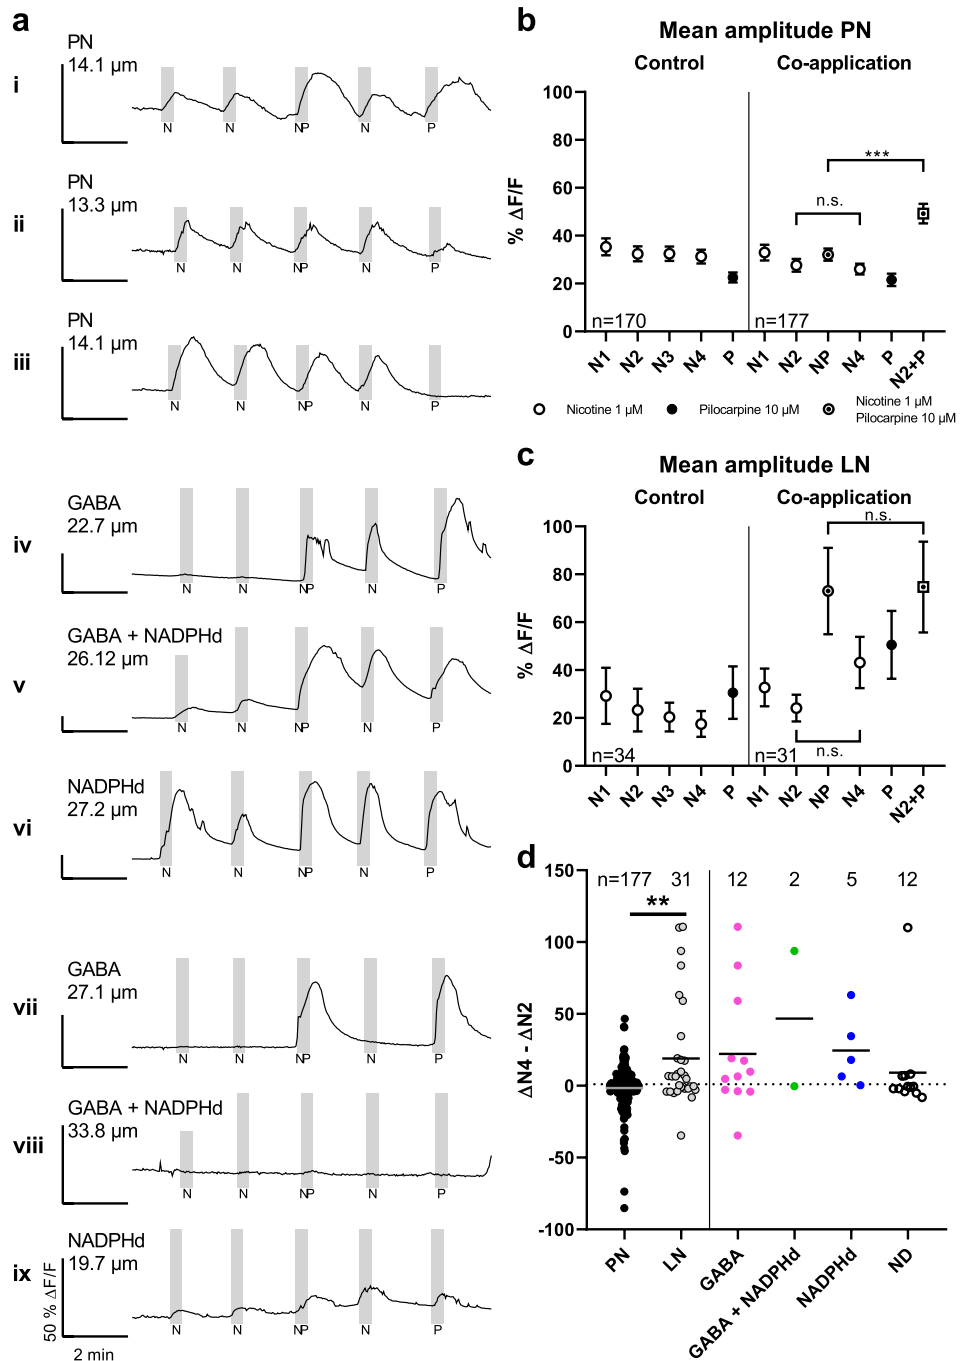 a
PN
14.1 µm
i
N N NP N P
PN
13.3 µm
ii
N N NP N P
PN
14.1 µm
iii
N N NP N P
GABA
22.7 µm
iv
N N NP N P
GABA + NADPHd
26.12 µm
v
N N NP N P
NADPHd
27.2 µm
vi
N N NP N P
GABA
27.1 µm
vii
N N NP N P
GABA + NADPHd
33.8 µm
viii
N N NP N P
NADPHd
19.7 µm
ix
50 % ΔF/F
N N NP N P
2 min
b
Mean amplitude PN
Control Co-application
% ΔF/F
100
80
60
40
20
0
***
n.s.
n=170 n=177
N1 N2 N3 N4 P N1 N2 NP N4 P N2+P
Nicotine 1 µM
Pilocarpine 10 µM
Nicotine 1 µM
Pilocarpine 10 µM
c
Mean amplitude LN
Control Co-application
% ΔF/F
100
80
60
40
20
0
n.s.
n.s.
n=34 n=31
N1 N2 N3 N4 P N1 N2 NP N4 P N2+P
d
ΔN4 - ΔN2
150
100
50
0
-50
-100
n=177 31 12 2 5 12
**
PN LN GABA GABA + NADPHd NADPHd ND